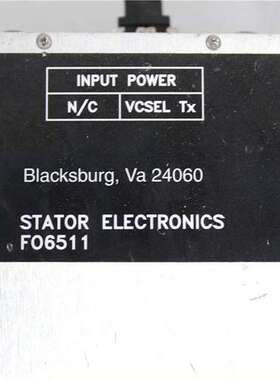 INPUT POWER
N/C VCSEL Tx
Blacksburg, Va 24060
STATOR ELECTRONICS
FO6511